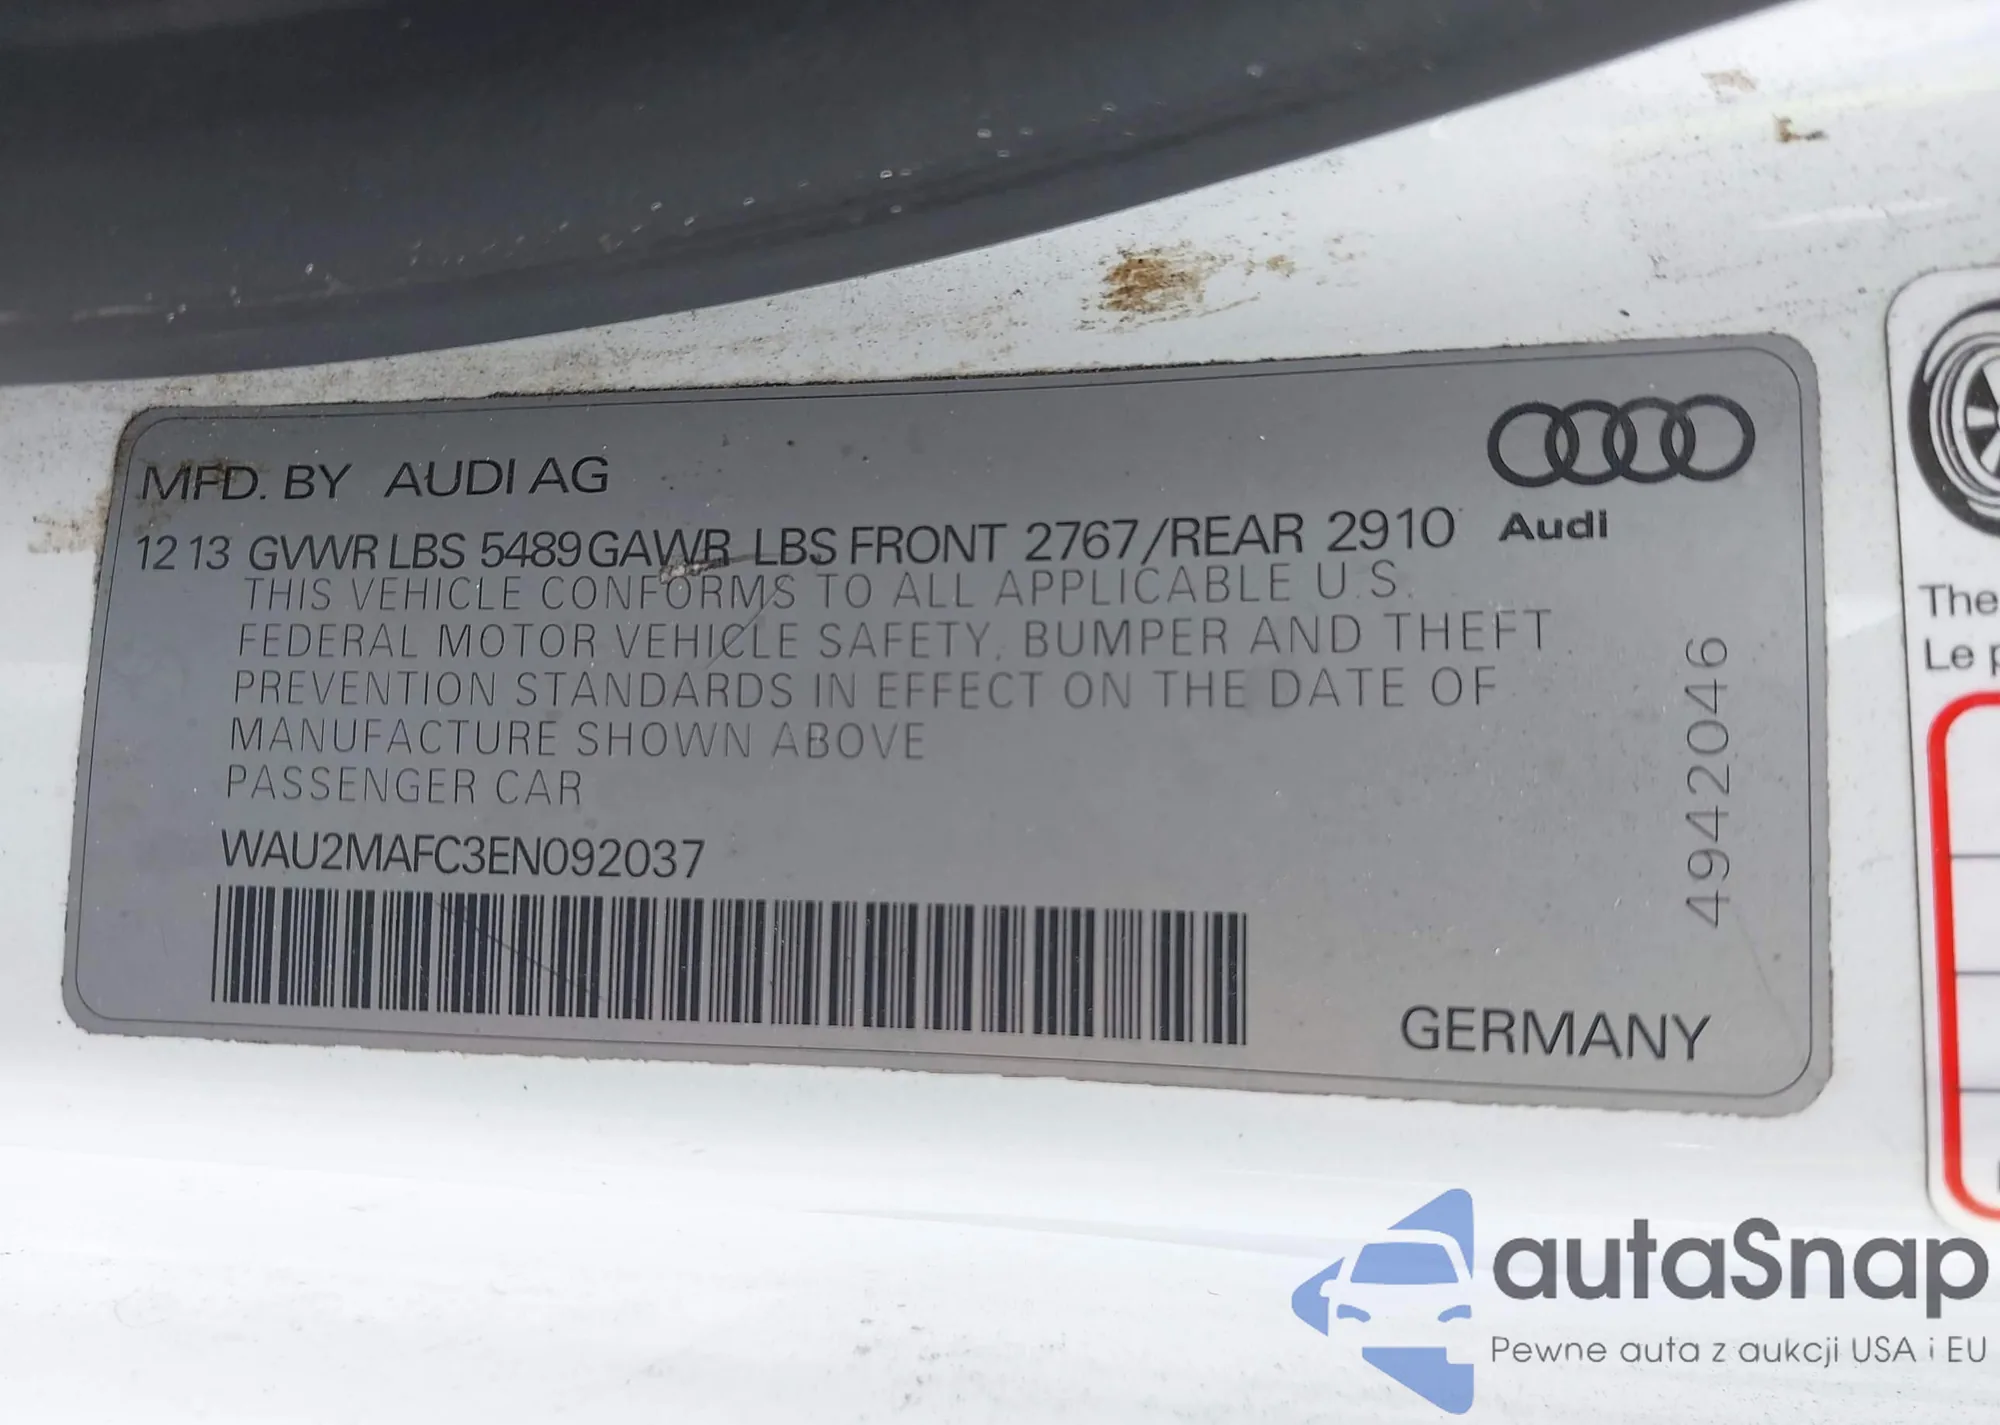 MFD. BY AUDI AG
12 13 GVWR LBS 5489 GAWR LBS FRONT 2767/REAR 2910
Audi
THIS VEHICLE CONFORMS TO ALL APPLICABLE U.S.
FEDERAL MOTOR VEHICLE SAFETY, BUMPER AND THEFT
PREVENTION STANDARDS IN EFFECT ON THE DATE OF
MANUFACTURE SHOWN ABOVE
PASSENGER CAR
WAU2MAFC3EN092037
4942046
GERMANY
The
Le
autaSnap
Pewne auta z aukcji USA i EU